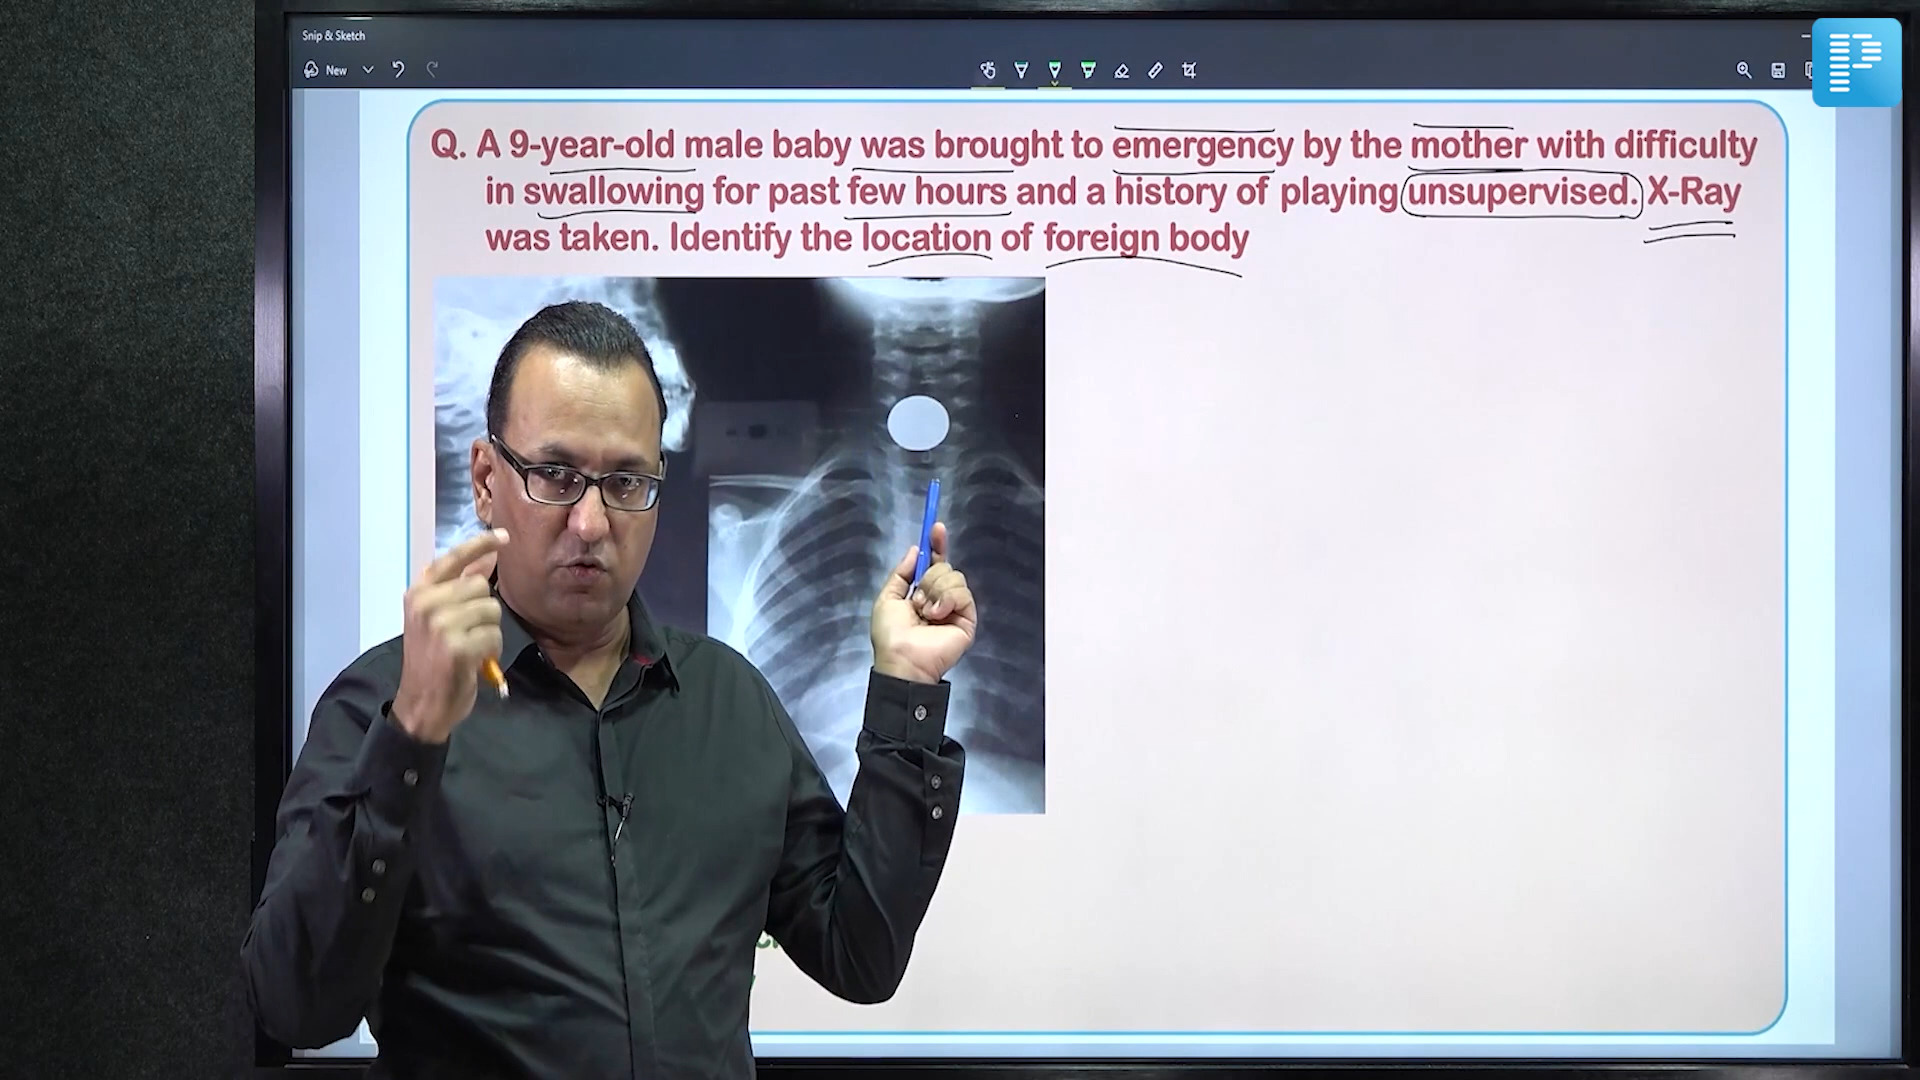 Snip & Sketch
New
Q. A 9-year-old male baby was brought to emergency by the mother with difficulty
in swallowing for past few hours and a history of playing unsupervised. X-Ray
was taken. Identify the location of foreign body